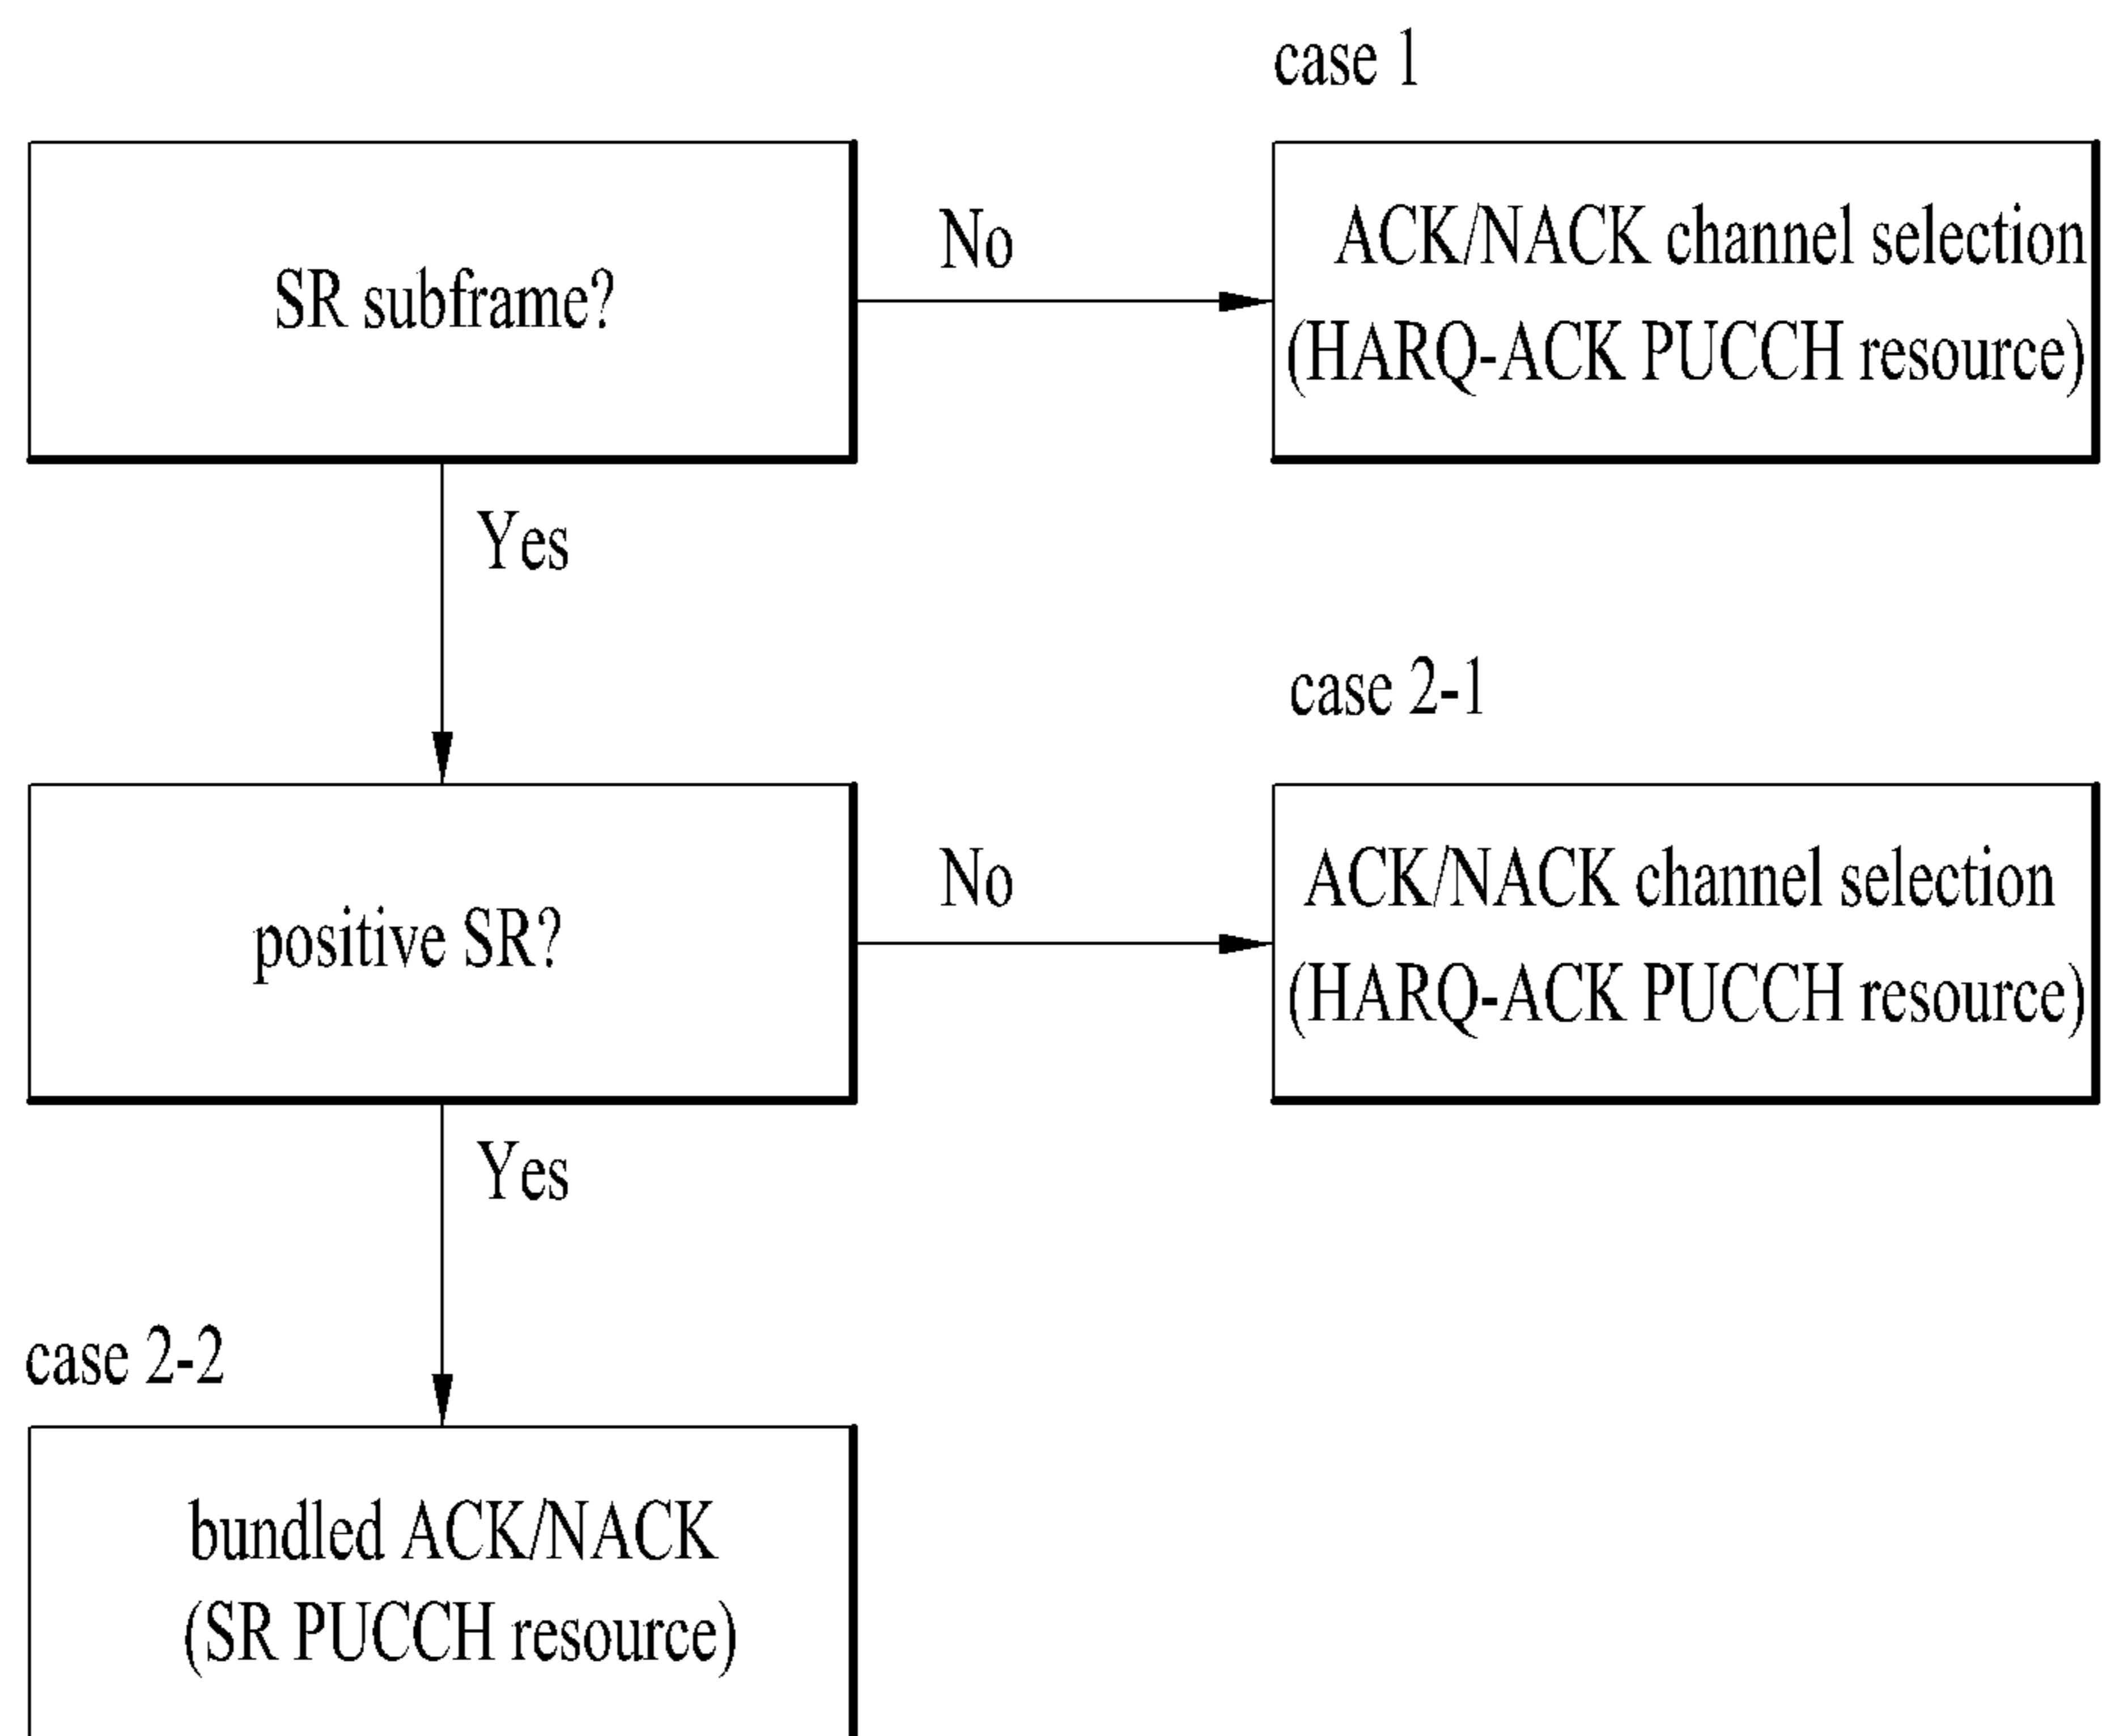 case 1
SR subframe?
No
ACK/NACK channel selection
(HARQ-ACK PUCCH resource)
Yes
case 2-1
positive SR?
No
ACK/NACK channel selection
(HARQ-ACK PUCCH resource)
Yes
case 2-2
bundled ACK/NACK
(SR PUCCH resource)